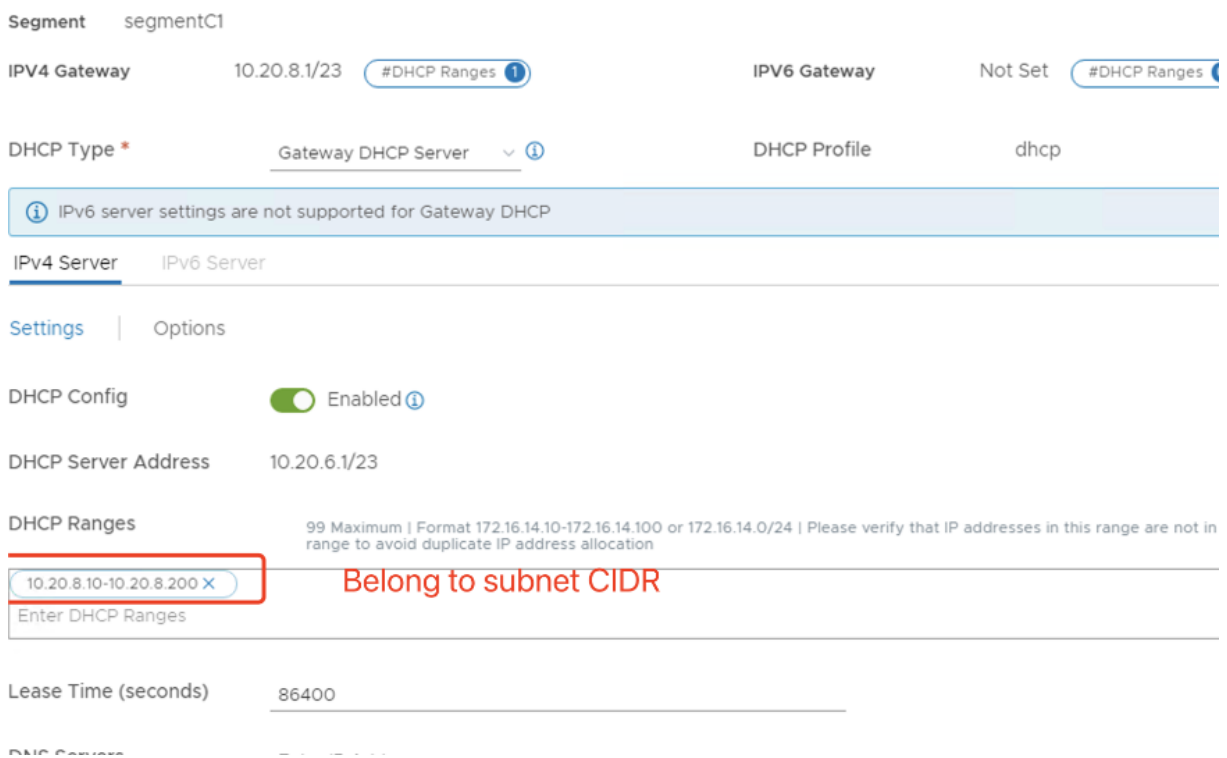 Segment segmentC1
IPV4 Gateway 10.20.8.1/23 #DHCP Ranges 1 IPV6 Gateway Not Set #DHCP Ranges
DHCP Type * Gateway DHCP Server DHCP Profile dhcp
IPv6 server settings are not supported for Gateway DHCP
IPv4 Server IPv6 Server
Settings | Options
DHCP Config Enabled
DHCP Server Address 10.20.6.1/23
DHCP Ranges 99 Maximum | Format 172.16.14.10-172.16.14.100 or 172.16.14.0/24 | Please verify that IP addresses in this range are not in
range to avoid duplicate IP address allocation
10.20.8.10-10.20.8.200 Belong to subnet CIDR
Enter DHCP Ranges
Lease Time (seconds) 86400
DNS Servers